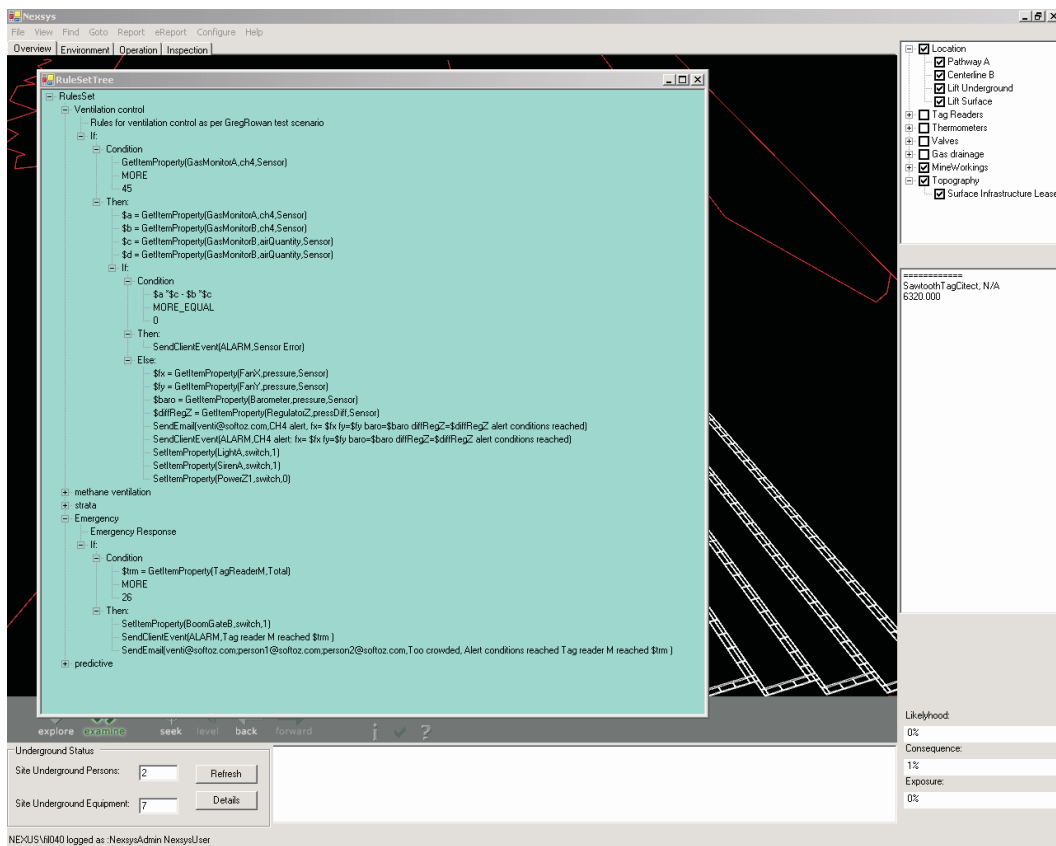 Nexsys
File View Find Goto Report eReport Configure Help
Overview Environment Operation Inspection
RuleSetTree
RulesSet
Ventilation control
Rules for ventilation control as per GregRowan test scenario
If:
Condition
GetItemProperty(GasMonitorA,ch4,Sensor)
MORE
45
Then:
$a = GetItemProperty(GasMonitorA,ch4,Sensor)
$b = GetItemProperty(GasMonitorB,ch4,Sensor)
$c = GetItemProperty(GasMonitorB,airQuantity,Sensor)
$d = GetItemProperty(GasMonitorB,airQuantity,Sensor)
If:
Condition
$a *$c - $b *$c
MORE_EQUAL
0
Then:
SendClientEvent(ALARM,Sensor Error)
Else:
$fx = GetItemProperty(FanX,pressure,Sensor)
$fy = GetItemProperty(FanY,pressure,Sensor)
$baro = GetItemProperty(Barometer,pressure,Sensor)
$diffRegZ = GetItemProperty(RegulatorZ,pressDiff,Sensor)
SendEmail(venti@softoz.com,CH4 alert, fx= $fx fy=$fy baro=$baro diffRegZ=$diffRegZ alert conditions reached)
SendClientEvent(ALARM,CH4 alert: fx= $fx fy=$fy baro=$baro diffRegZ=$diffRegZ alert conditions reached)
SetItemProperty(LightA,switch,1)
SetItemProperty(SirenA,switch,1)
SetItemProperty(PowerZ1,switch,0)
methane ventilation
strata
Emergency
Emergency Response
If:
Condition
$trm = GetItemProperty(TagReaderM,Total)
MORE
26
Then:
SetItemProperty(BoomGateB,switch,1)
SendClientEvent(ALARM,Tag reader M reached $trm )
SendEmail(venti@softoz.com;person1@softoz.com;person2@softoz.com,Too crowded, Alert conditions reached Tag reader M reached $trm )
predictive
Location
Pathway A
Centerline B
Lift Underground
Lift Surface
Tag Readers
Thermometers
Valves
Gas drainage
MineWorkings
Topography
Surface Infrastructure Lease
============
SawtoothTagCitect, N/A
6320.000
explore examine seek level back forward
Likelyhood:
0%
Consequence:
1%
Exposure:
0%
Underground Status
Site Underground Persons: 2 Refresh
Site Underground Equipment: 7 Details
NEXUS\fil040 logged as :NexsysAdmin NexsysUser